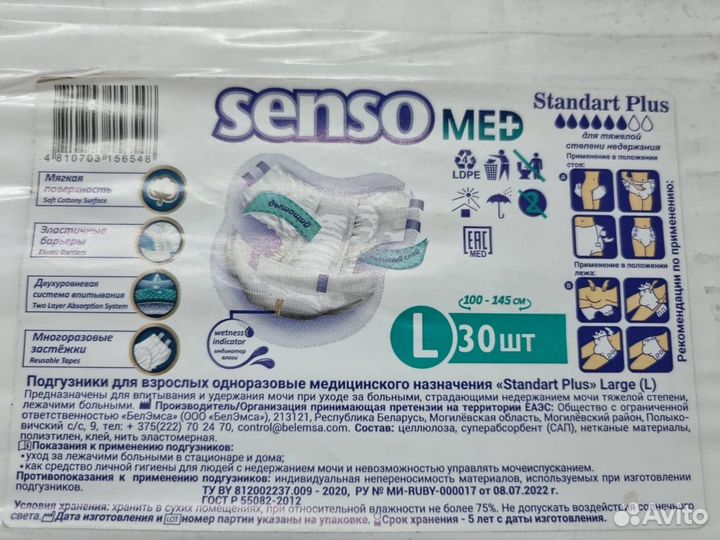 senso MED
Standart Plus
для тяжелой
степени недержания
4 810703 156548
Применение в положении
стоя:
A
Мягкая
поверхность
Soft Cottony Surface
4
LDPE
дышащий
Эластичные
барьеры
Elastic Barriers
2
EAC
MED
Применение в положении
лежа:
B
Рекомендации по применению:
Двухуровневая
система впитывания
Two Layer Absorption System
100 - 145 см
L 30 шт
Многоразовые
застёжки
Reusable Tapes
wetness
indicator
индикатор
влаги
Подгузники для взрослых одноразовые медицинского назначения «Standart Plus» Large (L)
Предназначены для впитывания и удержания мочи при уходе за больными, страдающими недержанием мочи тяжелой степени,
лежачими больными. Производитель/Организация принимающая претензии на территории ЕАЭС: Общество с ограниченной
ответственностью «БелЭмса» (ООО «БелЭмса»), 213121, Республика Беларусь, Могилёвская область, Могилёвский район, Полько-
вичский с/с, 9, тел. + 375(222) 70 24 70, control@belemsa.com. Состав: целлюлоза, суперабсорбент (САП), нетканые материалы,
полиэтилен, клей, нить эластомерная.
Показания к применению подгузников:
• уход за лежачими больными в стационаре и дома;
• как средство личной гигиены для людей с недержанием мочи и невозможностью управлять мочеиспусканием.
Противопоказания к применению подгузников: индивидуальная непереносимость материалов, используемых при изготовлении
подгузников.
ТУ BY 812002237.009 - 2020, РУ № МИ-RUBY-000017 от 08.07.2022 г.
ГОСТ Р 55082-2012
Условия хранения: хранить в сухих помещениях, при относительной влажности не более 75%. Не допускать воздействия солнечного
света. Дата изготовления и LOT номер партии указаны на упаковке. Срок хранения - 5 лет с даты изготовления.
Avito